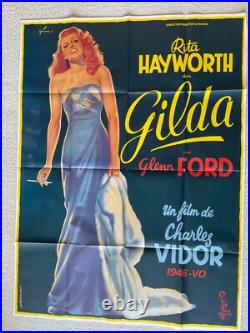 Rita
HAYWORTH
dans
Gilda
avec
Glenn
FORD
Un film de
Charles
VIDOR
1946-VO